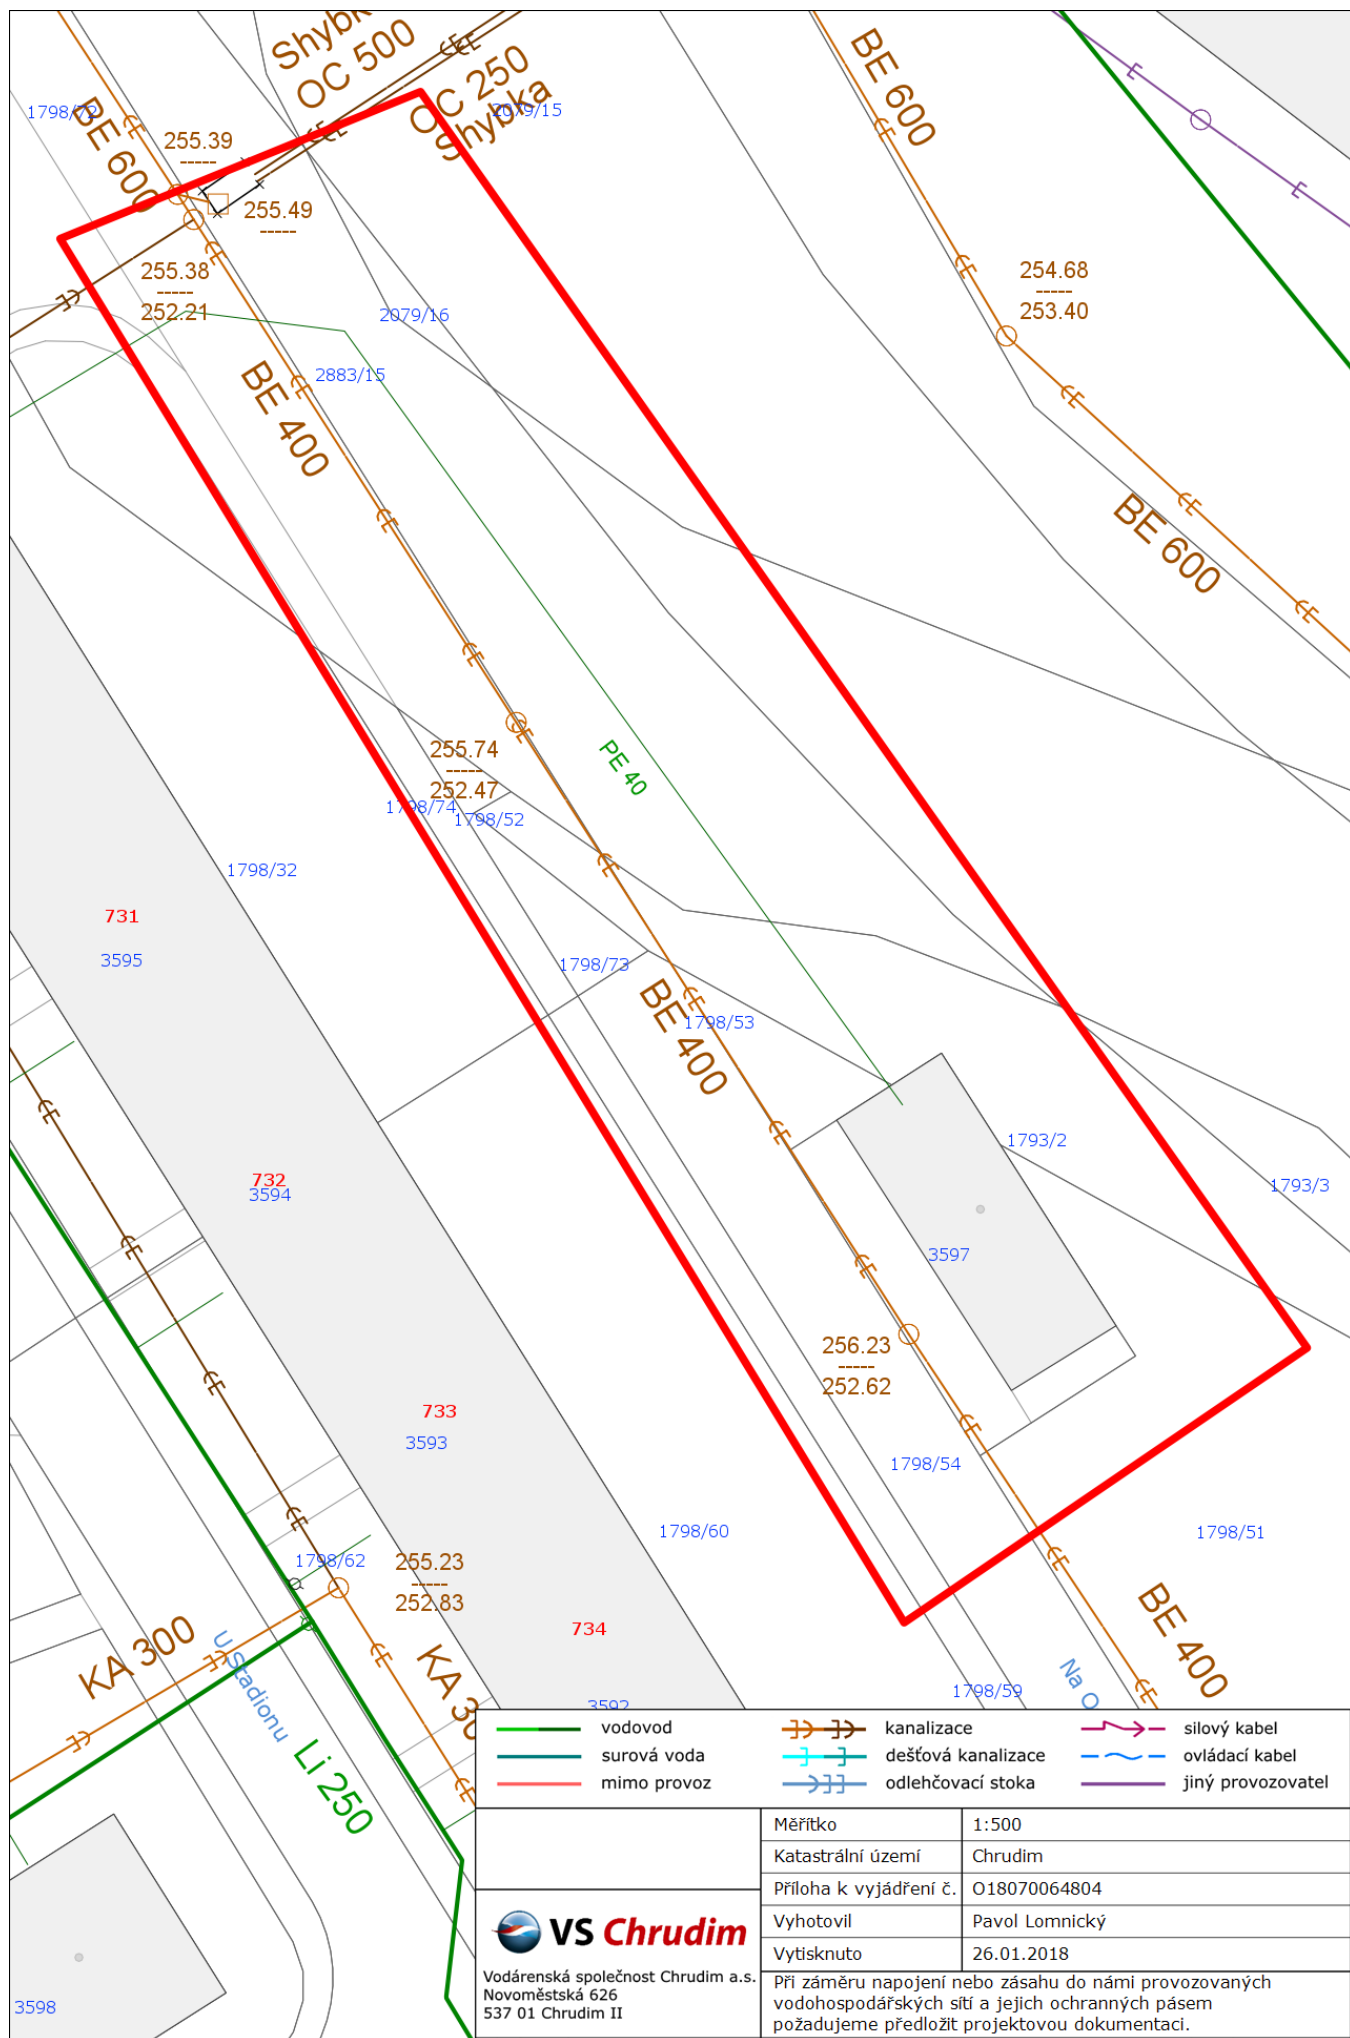 Shybk
OC 500
OC 250
Shybka
BE 600
BE 600
1798/72
2079/15
255.39
-----
255.49
-----
255.38
-----
252.21
254.68
-----
253.40
2079/16
2883/15
BE 400
BE 600
255.74
-----
252.47
PE 40
1798/74
1798/52
1798/32
731
3595
1798/73
BE 400
1798/53
1793/2
732
3594
1793/3
3597
256.23
-----
252.62
733
3593
1798/54
1798/60
1798/51
1798/62
255.23
-----
252.83
734
KA 300
U Stadionu
KA 30
BE 400
Na O
1798/59
3592
Li 250
3598
vodovod
kanalizace
silový kabel
surová voda
dešťová kanalizace
ovládací kabel
mimo provoz
odlehčovací stoka
jiný provozovatel
Měřítko 1:500
Katastrální území Chrudim
Příloha k vyjádření č. O18070064804
Vyhotovil Pavol Lomnický
Vytisknuto 26.01.2018
VS Chrudim
Vodárenská společnost Chrudim a.s.
Novoměstská 626
537 01 Chrudim II
Při záměru napojení nebo zásahu do námi provozovaných
vodohospodářských sítí a jejich ochranných pásem
požadujeme předložit projektovou dokumentaci.